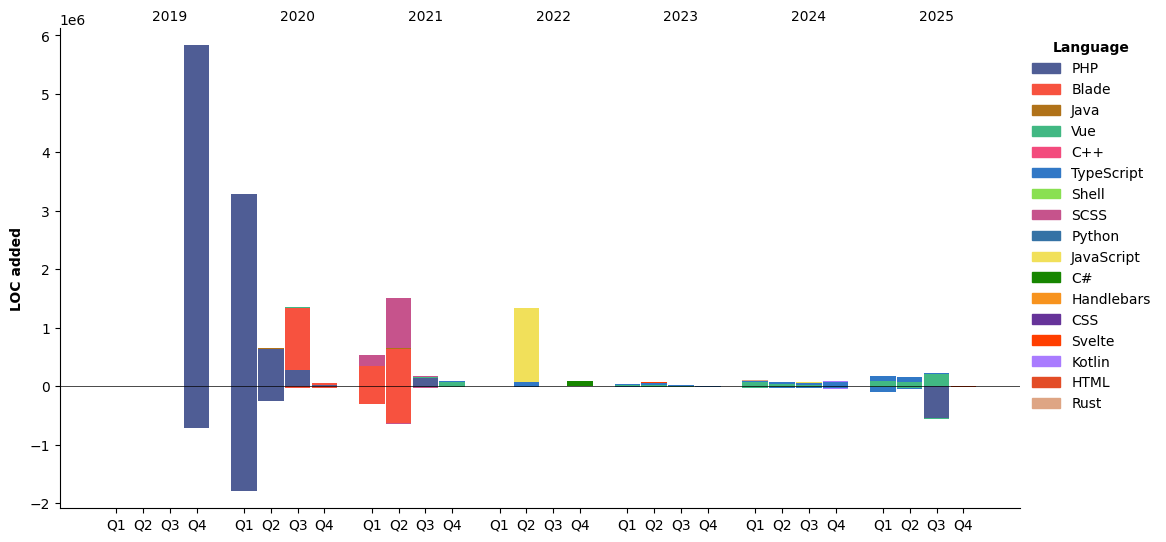 2019 2020 2021 2022 2023 2024 2025
1e6
6
5
4
3
2
1
0
−1
−2
LOC added
Q1 Q2 Q3 Q4 Q1 Q2 Q3 Q4 Q1 Q2 Q3 Q4 Q1 Q2 Q3 Q4 Q1 Q2 Q3 Q4 Q1 Q2 Q3 Q4 Q1 Q2 Q3 Q4
Language
PHP
Blade
Java
Vue
C++
TypeScript
Shell
SCSS
Python
JavaScript
C#
Handlebars
CSS
Svelte
Kotlin
HTML
Rust